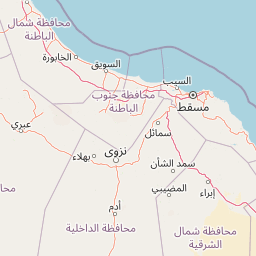 محافظة شمال
الباطنة
الخابورة
السويق
محافظة جنوب
الباطنة
السيب
مسقط
عبري
سمائل
نزوى
بهلاء
سمد الشأن
إبراء
المضيبي
أدم
محافظة الداخلية
محافظة شمال
الشرقية